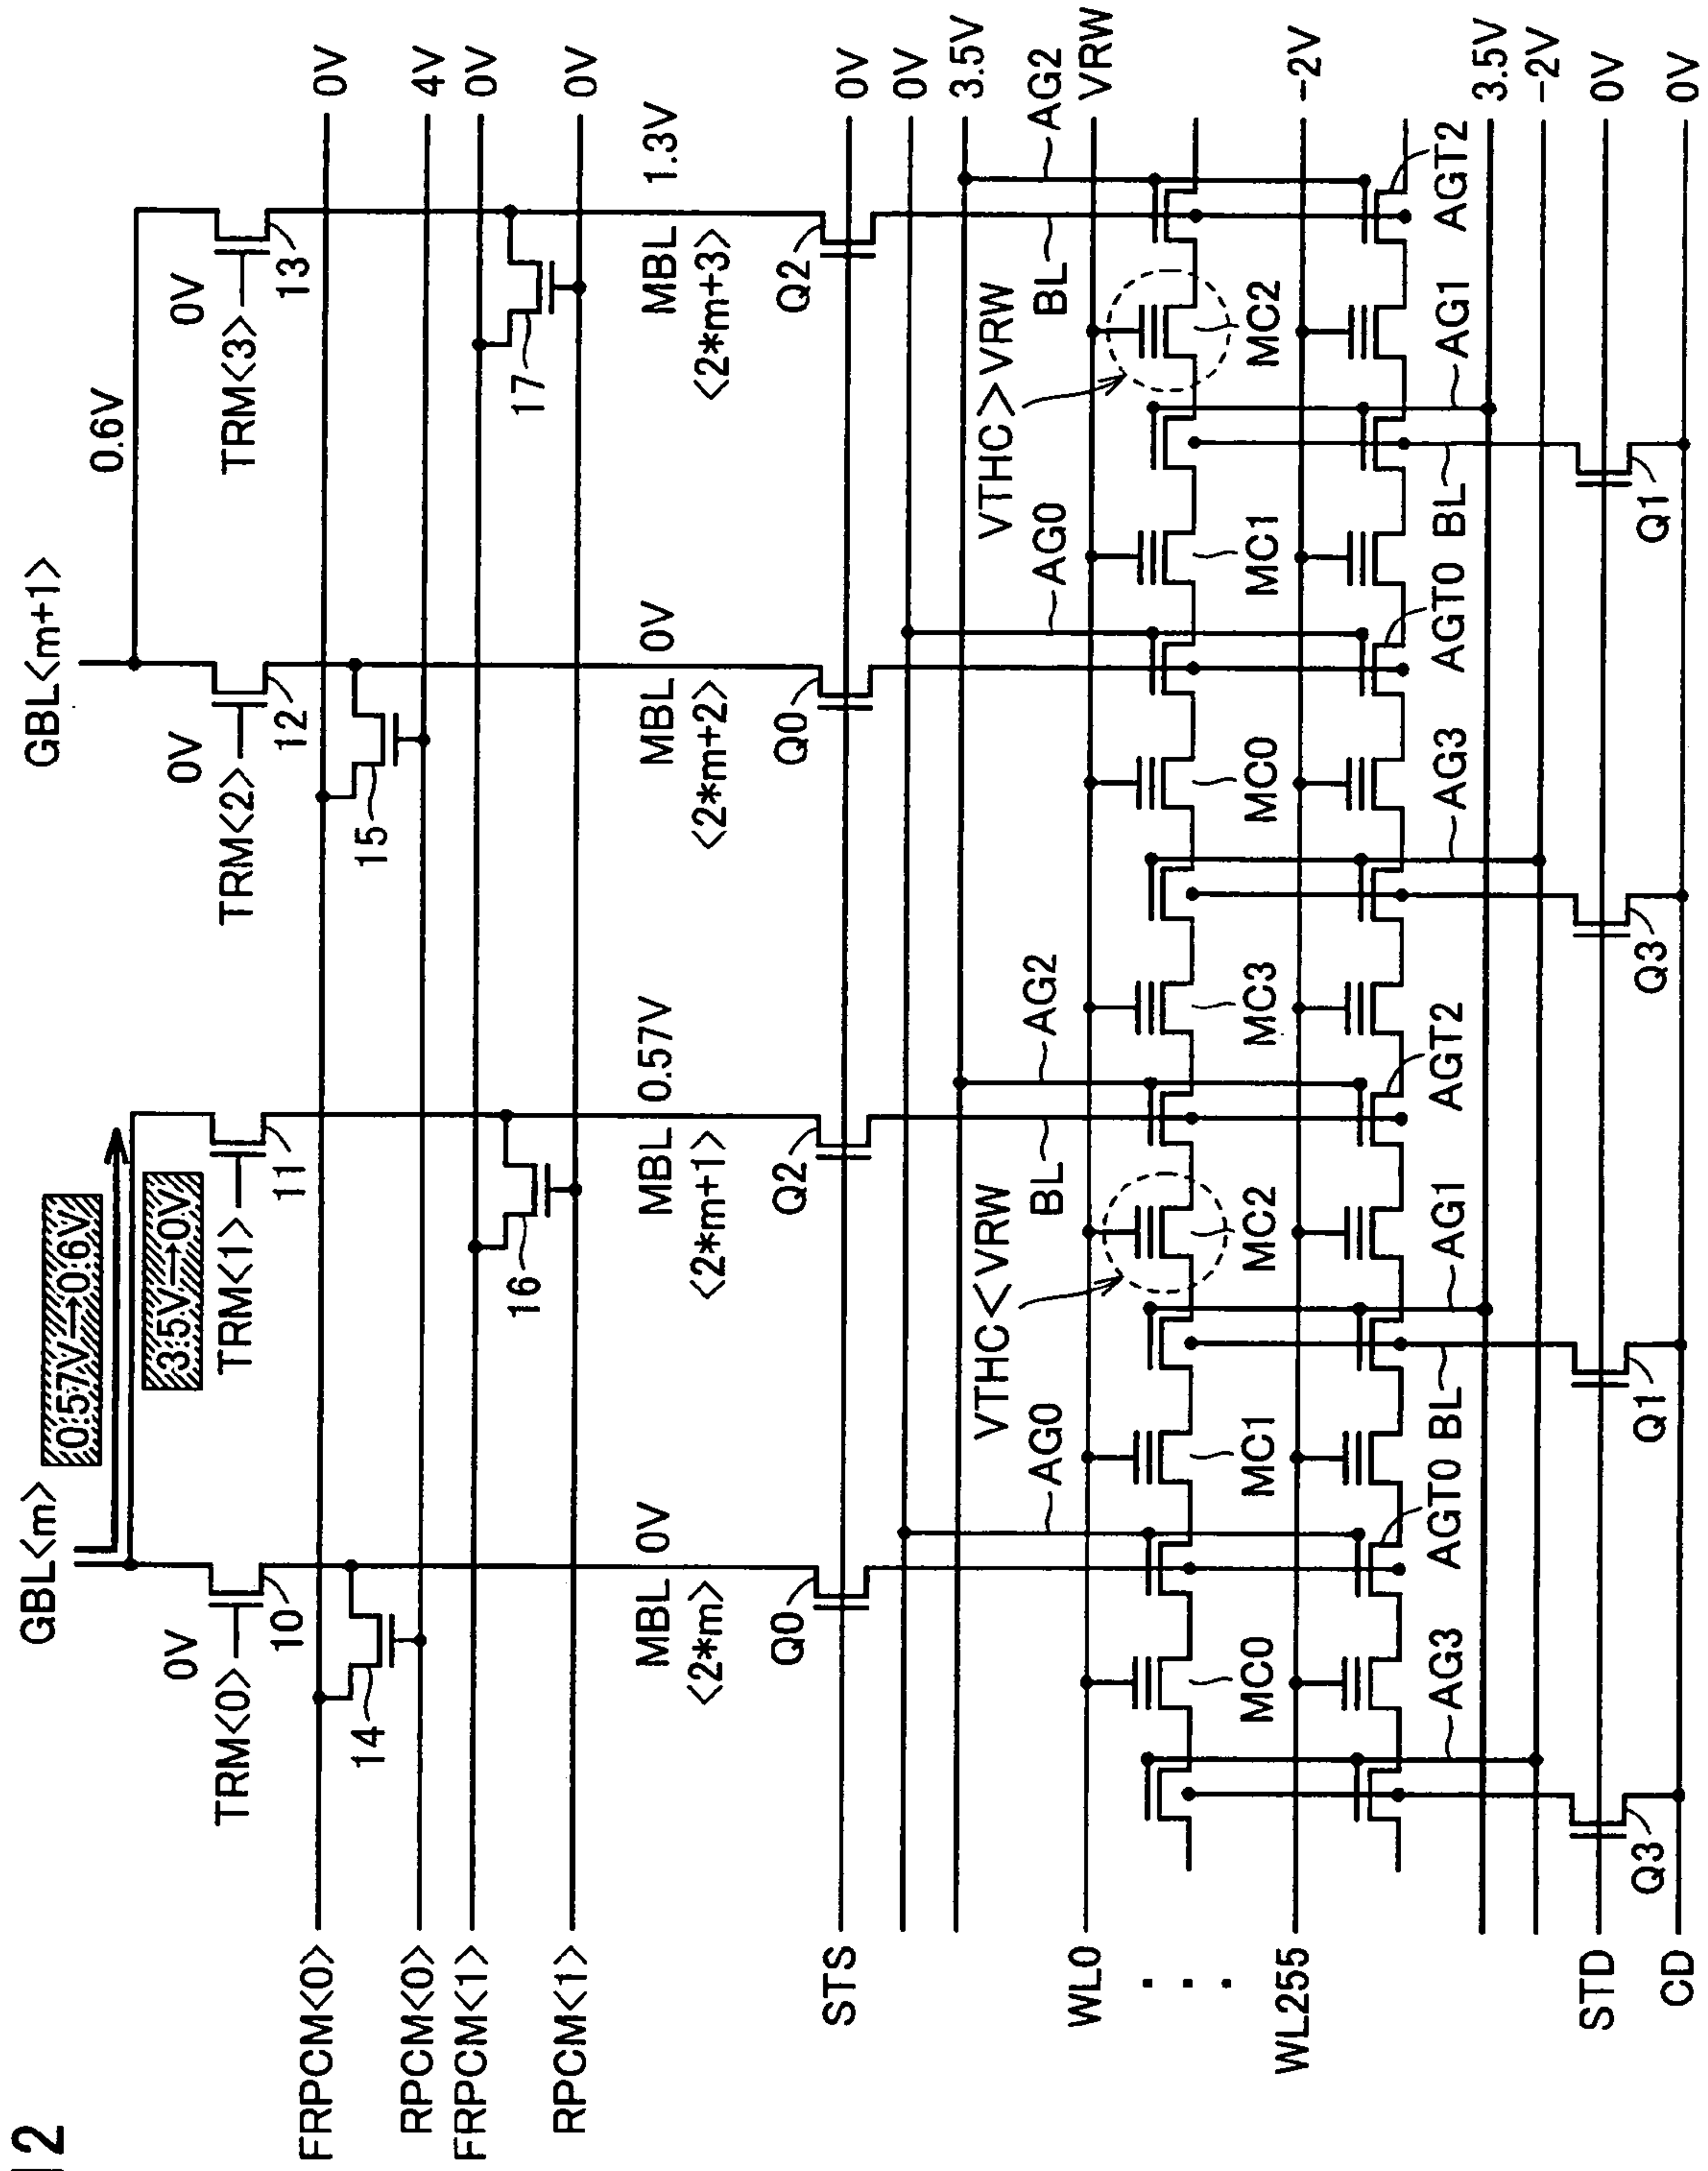 12
GBL<m>
0.57V→0.6V
GBL<m+1>
0.6V
0V
TRM<0>
10
3.5V→0V
TRM<1>
11
0V
TRM<2>
12
0V
TRM<3>
13
FRPCM<0>
0V
14
15
RPCM<0>
4V
FRPCM<1>
0V
16
17
RPCM<1>
0V
MBL 0V
<2*m>
MBL 0.57V
<2*m+1>
MBL 0V
<2*m+2>
MBL 1.3V
<2*m+3>
Q0
Q2
Q0
Q2
STS
0V
0V
3.5V
VTHC<VRW
VTHC>VRW
AG0
BL
AG2
AG0
BL
AG2
WL0
VRW
MC0
MC1
MC2
MC3
MC0
MC1
MC2
WL255
-2V
AG3
AGT0
BL
AG1
AGT2
AG3
AGT0
BL
AG1
AGT2
3.5V
-2V
STD
0V
Q3
Q1
Q3
Q1
CD
0V